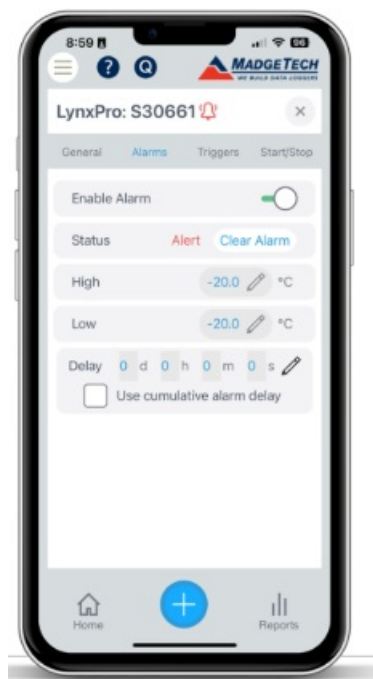 8:59
96
? Q MADGETECH
WE BUILD DATA LOGGERS
LynxPro: S30661
General Alarms Triggers Start/Stop
Enable Alarm
Status Alert Clear Alarm
High -20.0 °C
Low -20.0 °C
Delay 0 d 0 h 0 m 0 s
Use cumulative alarm delay
Home
Reports